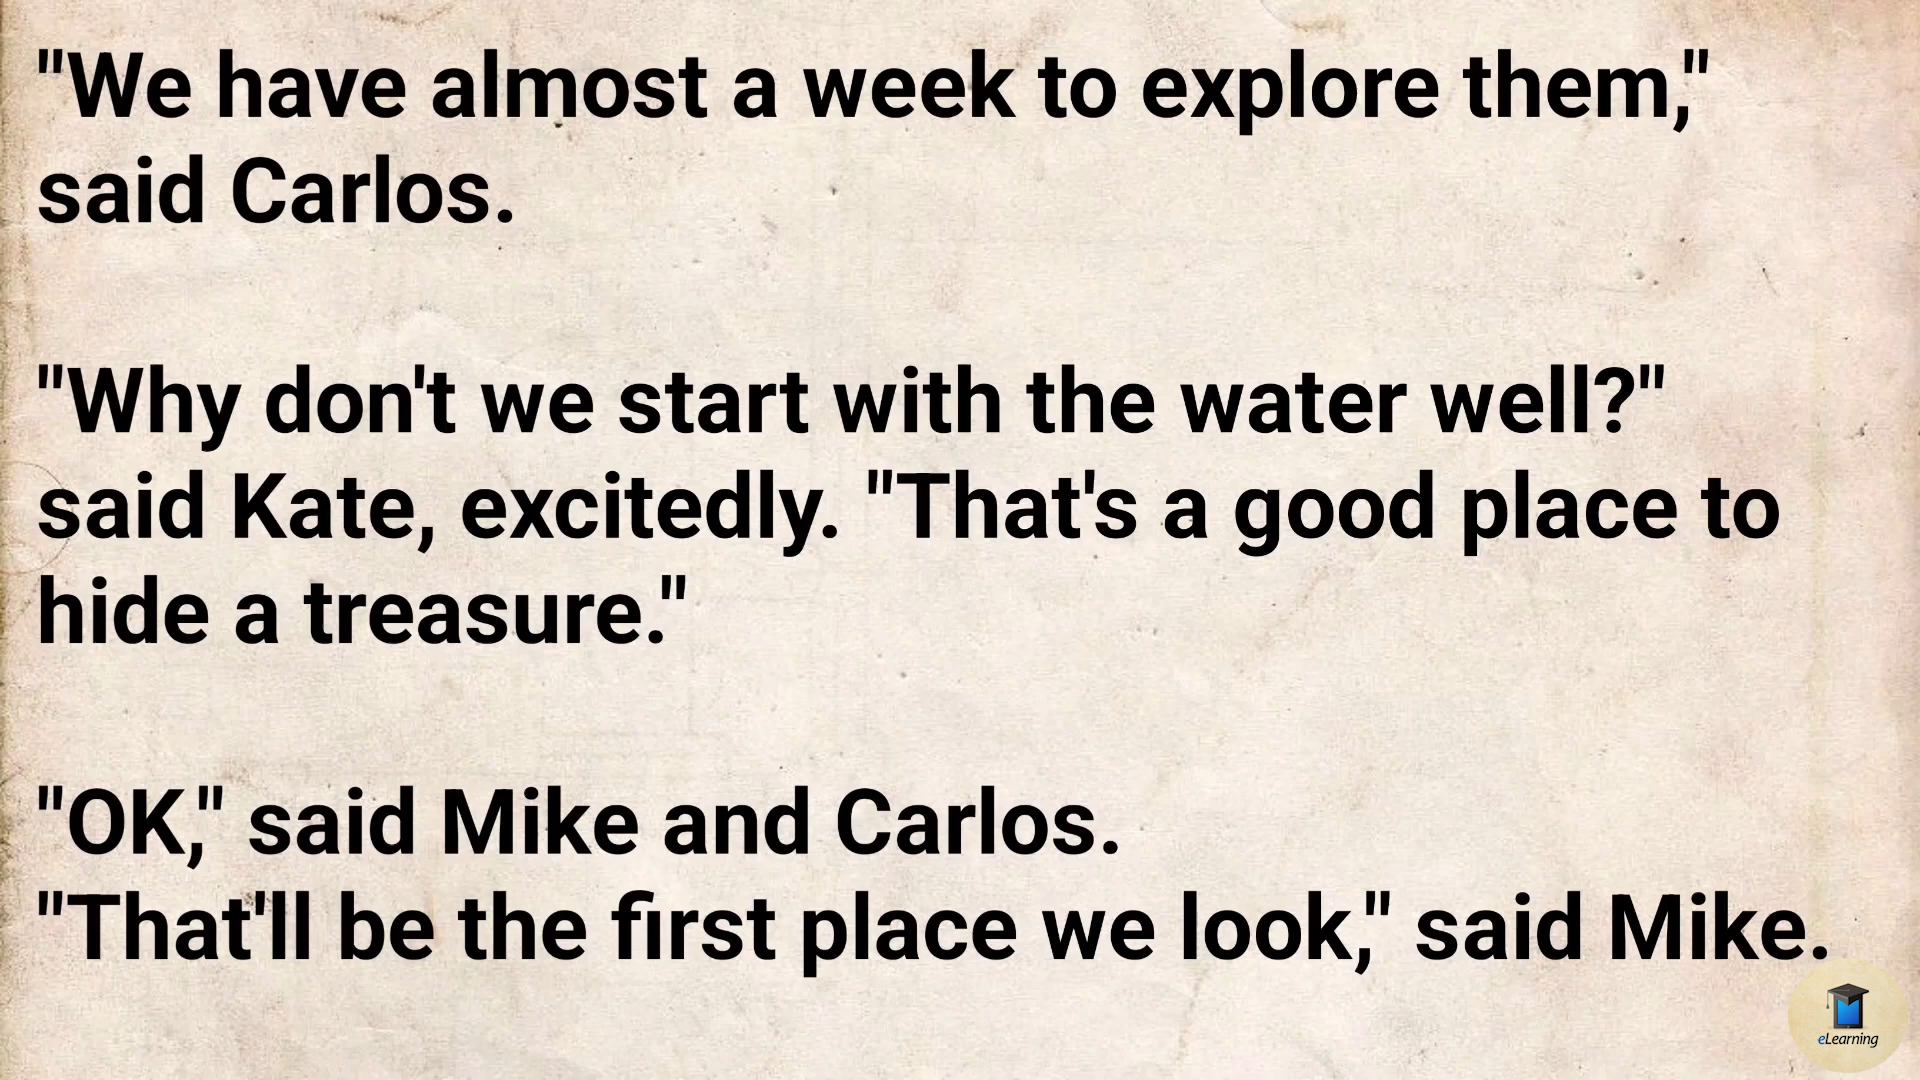 "We have almost a week to explore them,"
said Carlos.
"Why don't we start with the water well?"
said Kate, excitedly. "That's a good place to
hide a treasure."
"OK," said Mike and Carlos.
"That'll be the first place we look," said Mike.
eLearning